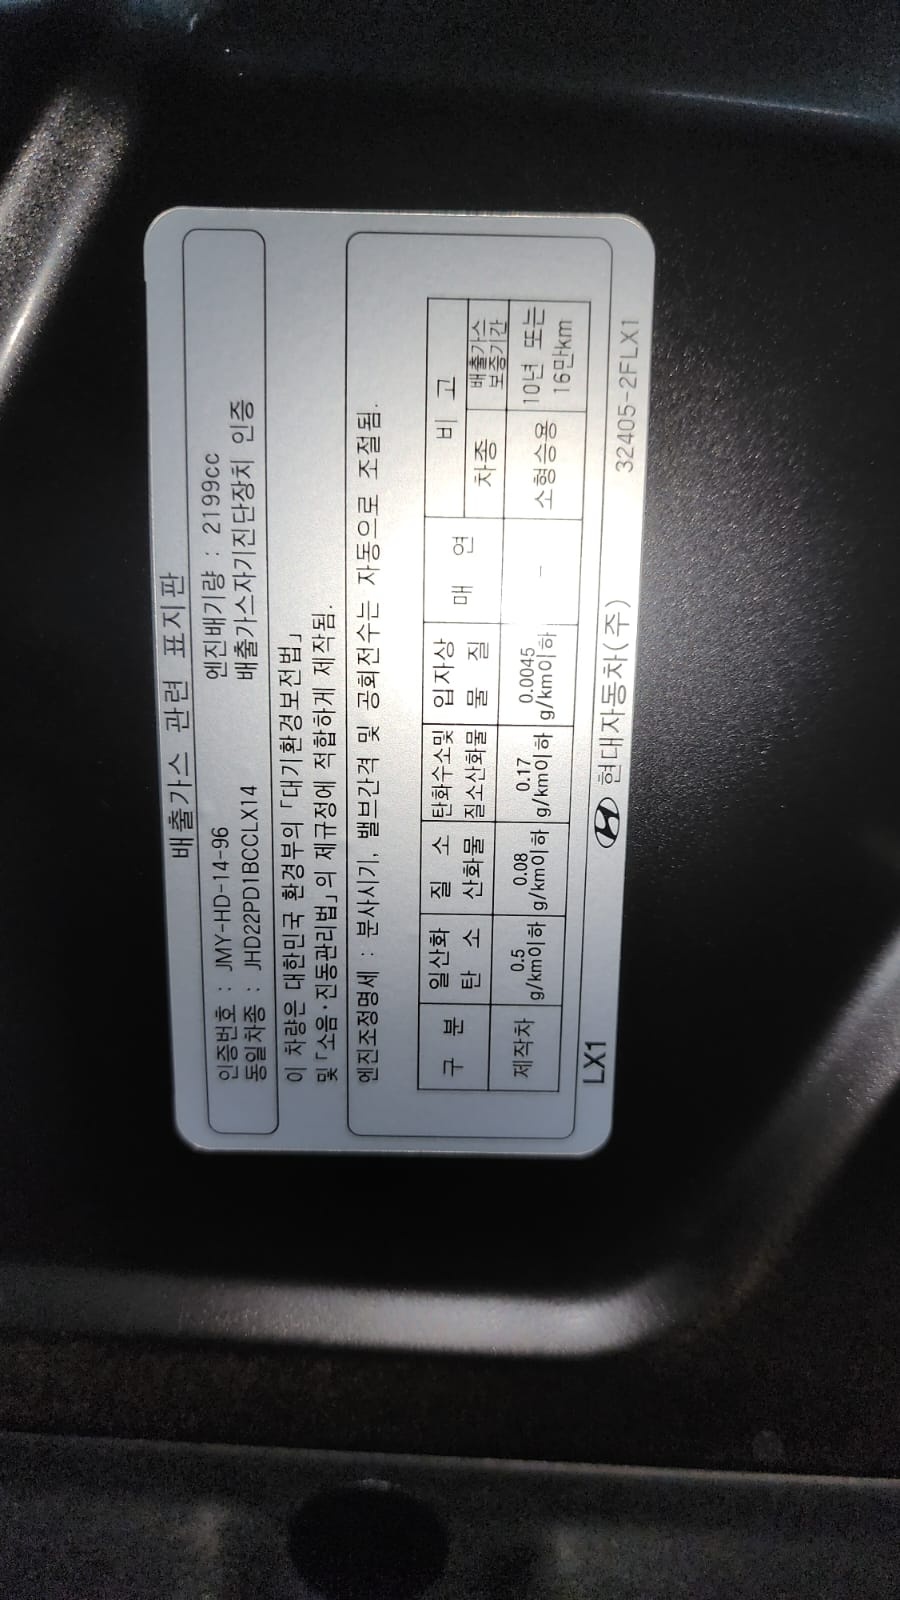 배출가스 관련 표지판
인증번호 : JMY-HD-14-96
엔진배기량 : 2199cc
동일차종 : JHD22PD1BCCLX14
배출가스자기진단장치 인증
이 차량은 대한민국 환경부의 「대기환경보전법」
및 「소음·진동관리법」의 제규정에 적합하게 제작됨.
엔진조정명세 : 분사시기, 밸브간격 및 공회전수는 자동으로 조절됨.
구 분
일산화
탄 소
질 소
산화물
탄화수소및
질소산화물
입자상
물 질
매 연
비 고
차종
배출가스
보증기간
제작차
0.5
g/km이하
0.08
g/km이하
0.17
g/km이하
0.0045
g/km이하
–
소형승용
10년 또는
16만km
LX1
현대자동차(주)
32405-2FLX1